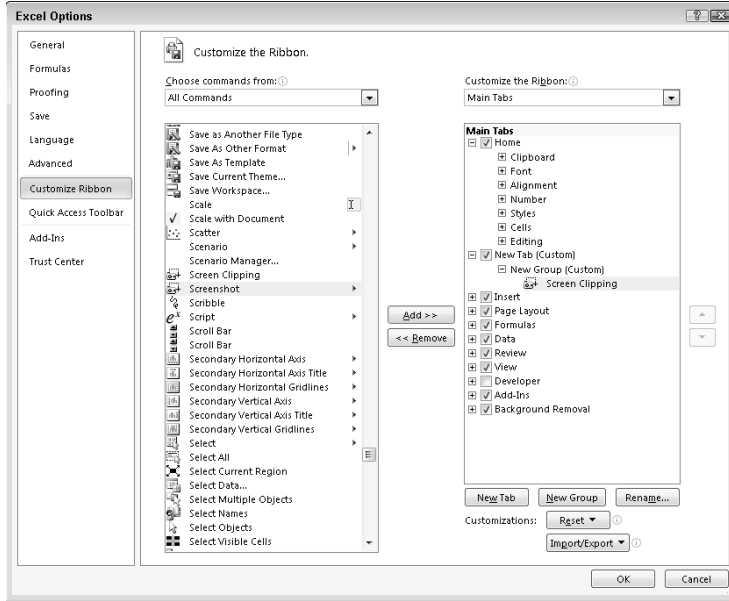 Excel Options
General
Formulas
Proofing
Save
Language
Advanced
Customize Ribbon
Quick Access Toolbar
Add-Ins
Trust Center
Customize the Ribbon.
Choose commands from:
All Commands
Save as Another File Type
Save As Other Format
Save As Template
Save Current Theme...
Save Workspace...
Scale
Scale with Document
Scatter
Scenario
Scenario Manager...
Screen Clipping
Screenshot
Scribble
Script
Scroll Bar
Scroll Bar
Secondary Horizontal Axis
Secondary Horizontal Axis Title
Secondary Horizontal Gridlines
Secondary Vertical Axis
Secondary Vertical Axis Title
Secondary Vertical Gridlines
Select
Select All
Select Current Region
Select Data...
Select Multiple Objects
Select Names
Select Objects
Select Visible Cells
Add >>
<< Remove
Customize the Ribbon:
Main Tabs
Main Tabs
Home
Clipboard
Font
Alignment
Number
Styles
Cells
Editing
New Tab (Custom)
New Group (Custom)
Screen Clipping
Insert
Page Layout
Formulas
Data
Review
View
Developer
Add-Ins
Background Removal
New Tab
New Group
Rename...
Customizations:
Reset
Import/Export
OK
Cancel